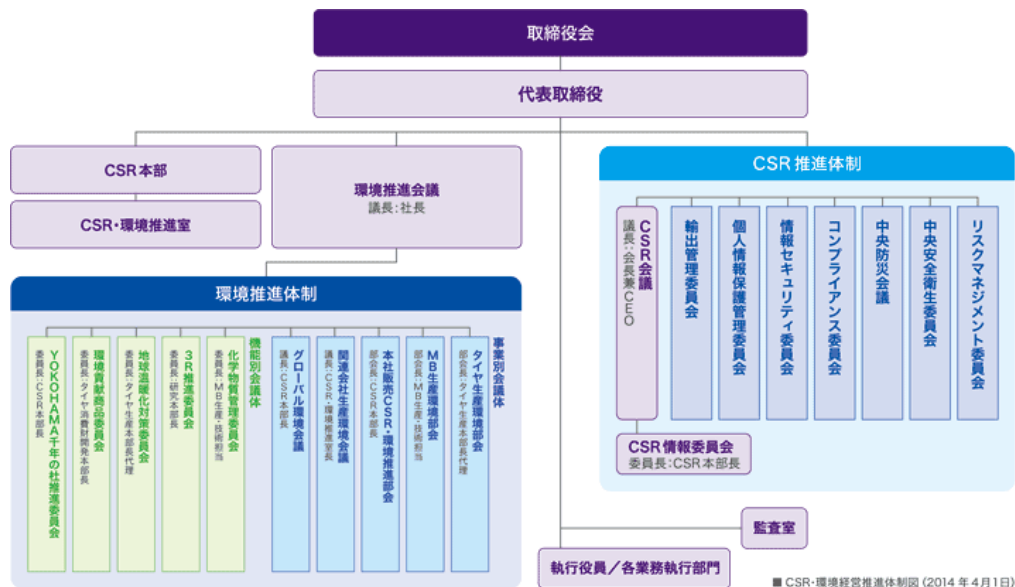 取締役会
代表取締役
CSR本部
CSR・環境推進室
環境推進会議
議長：社長
CSR推進体制
CSR会議
議長：会長兼CEO
輸出管理委員会
個人情報保護管理委員会
情報セキュリティ委員会
コンプライアンス委員会
中央防災会議
中央安全衛生委員会
リスクマネジメント委員会
CSR情報委員会
委員長：CSR本部長
環境推進体制
機能別会議体
YOKOHAMA千年の杜推進委員会
委員長：CSR本部長
環境貢献商品委員会
委員長：タイヤ消費財開発本部長
地球温暖化対策委員会
委員長：タイヤ生産本部長代理
3R推進委員会
委員長：研究本部長
化学物質管理委員会
委員長：MB生産・技術担当
事業別会議体
グローバル環境会議
議長：CSR本部長
関連会社生産環境会議
議長：CSR・環境推進室長
本社販売CSR・環境推進部会
部会長：CSR本部長
MB生産環境部会
部会長：MB生産・技術担当
タイヤ生産環境部会
部会長：タイヤ生産本部長代理
監査室
執行役員／各業務執行部門
■ CSR・環境経営推進体制図（2014年4月1日）